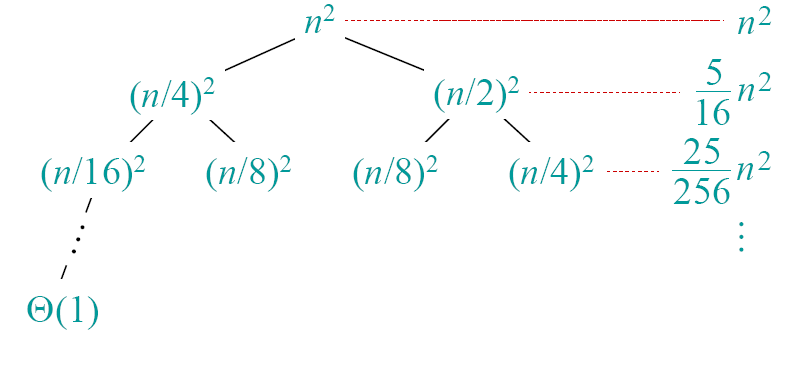 n² n²
(n/4)² (n/2)² 5/16 n²
(n/16)² (n/8)² (n/8)² (n/4)² 25/256 n²
⋮ ⋮
Θ(1)